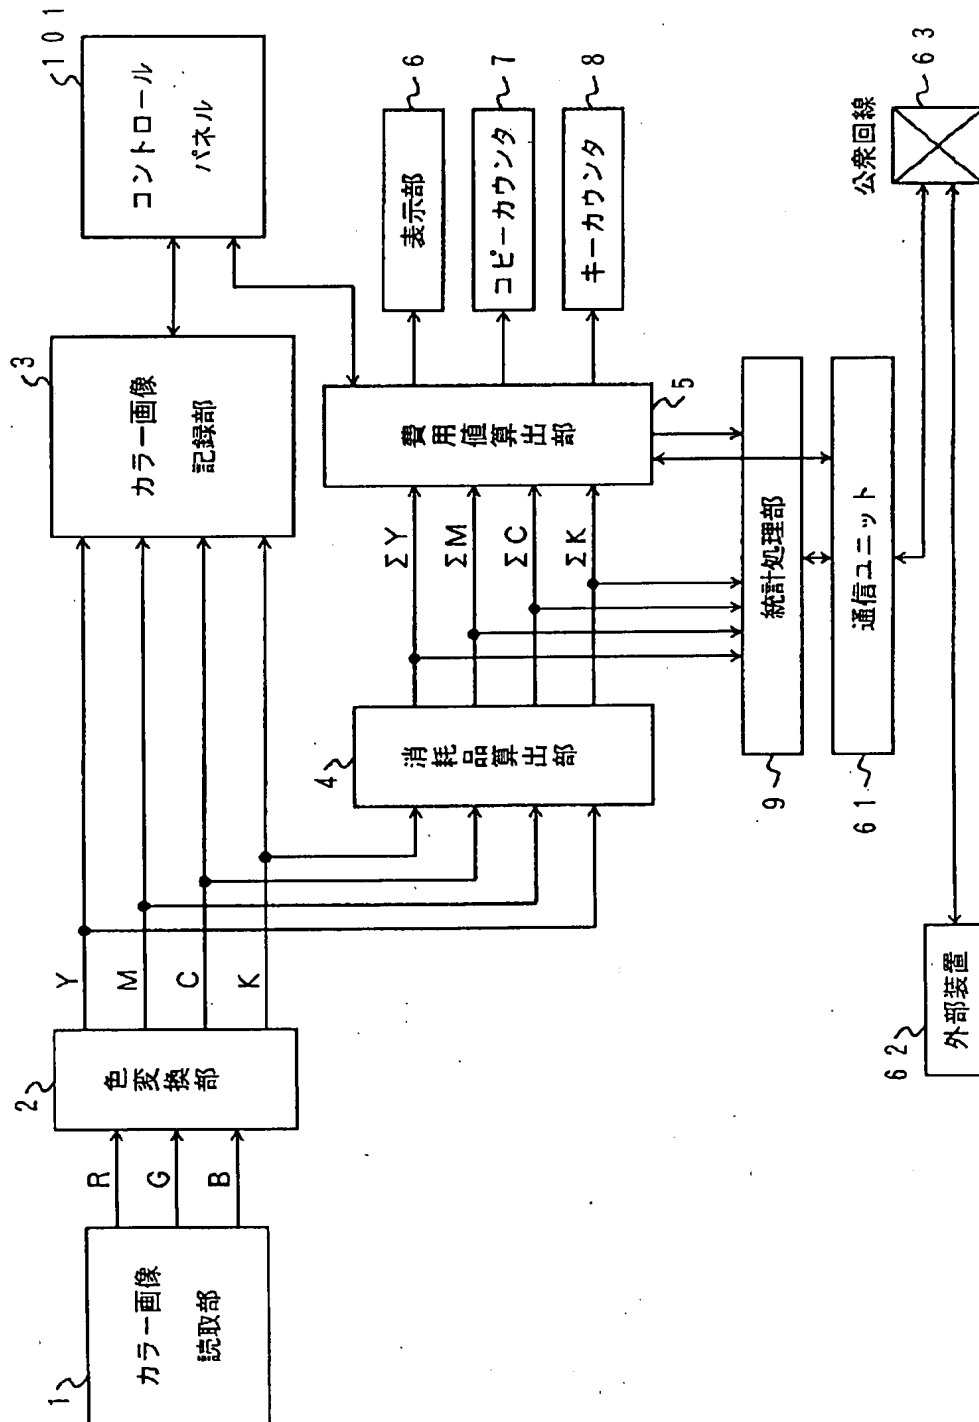 1
カラー画像
読取部
R
G
B
2
色変換部
Y
M
C
K
3
カラー画像
記録部
101
コントロール
パネル
4
消耗品算出部
ΣY
ΣM
ΣC
ΣK
費用値算出部
5
表示部
6
コピーカウンタ
7
キーカウンタ
8
統計処理部
9
通信ユニット
61
外部装置
62
公衆回線
63